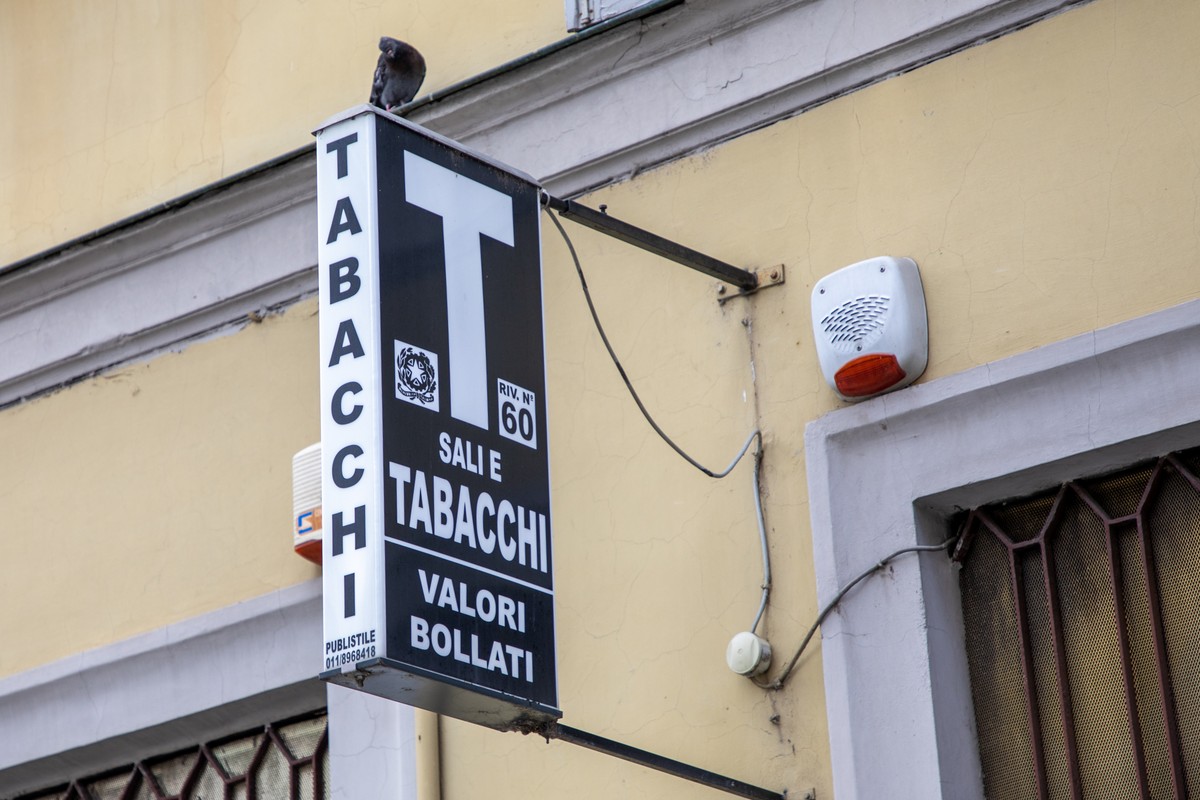 TABACCHI
PUBLISTILE
011/8968418
T
RIV. N°
60
SALI E
TABACCHI
VALORI
BOLLATI